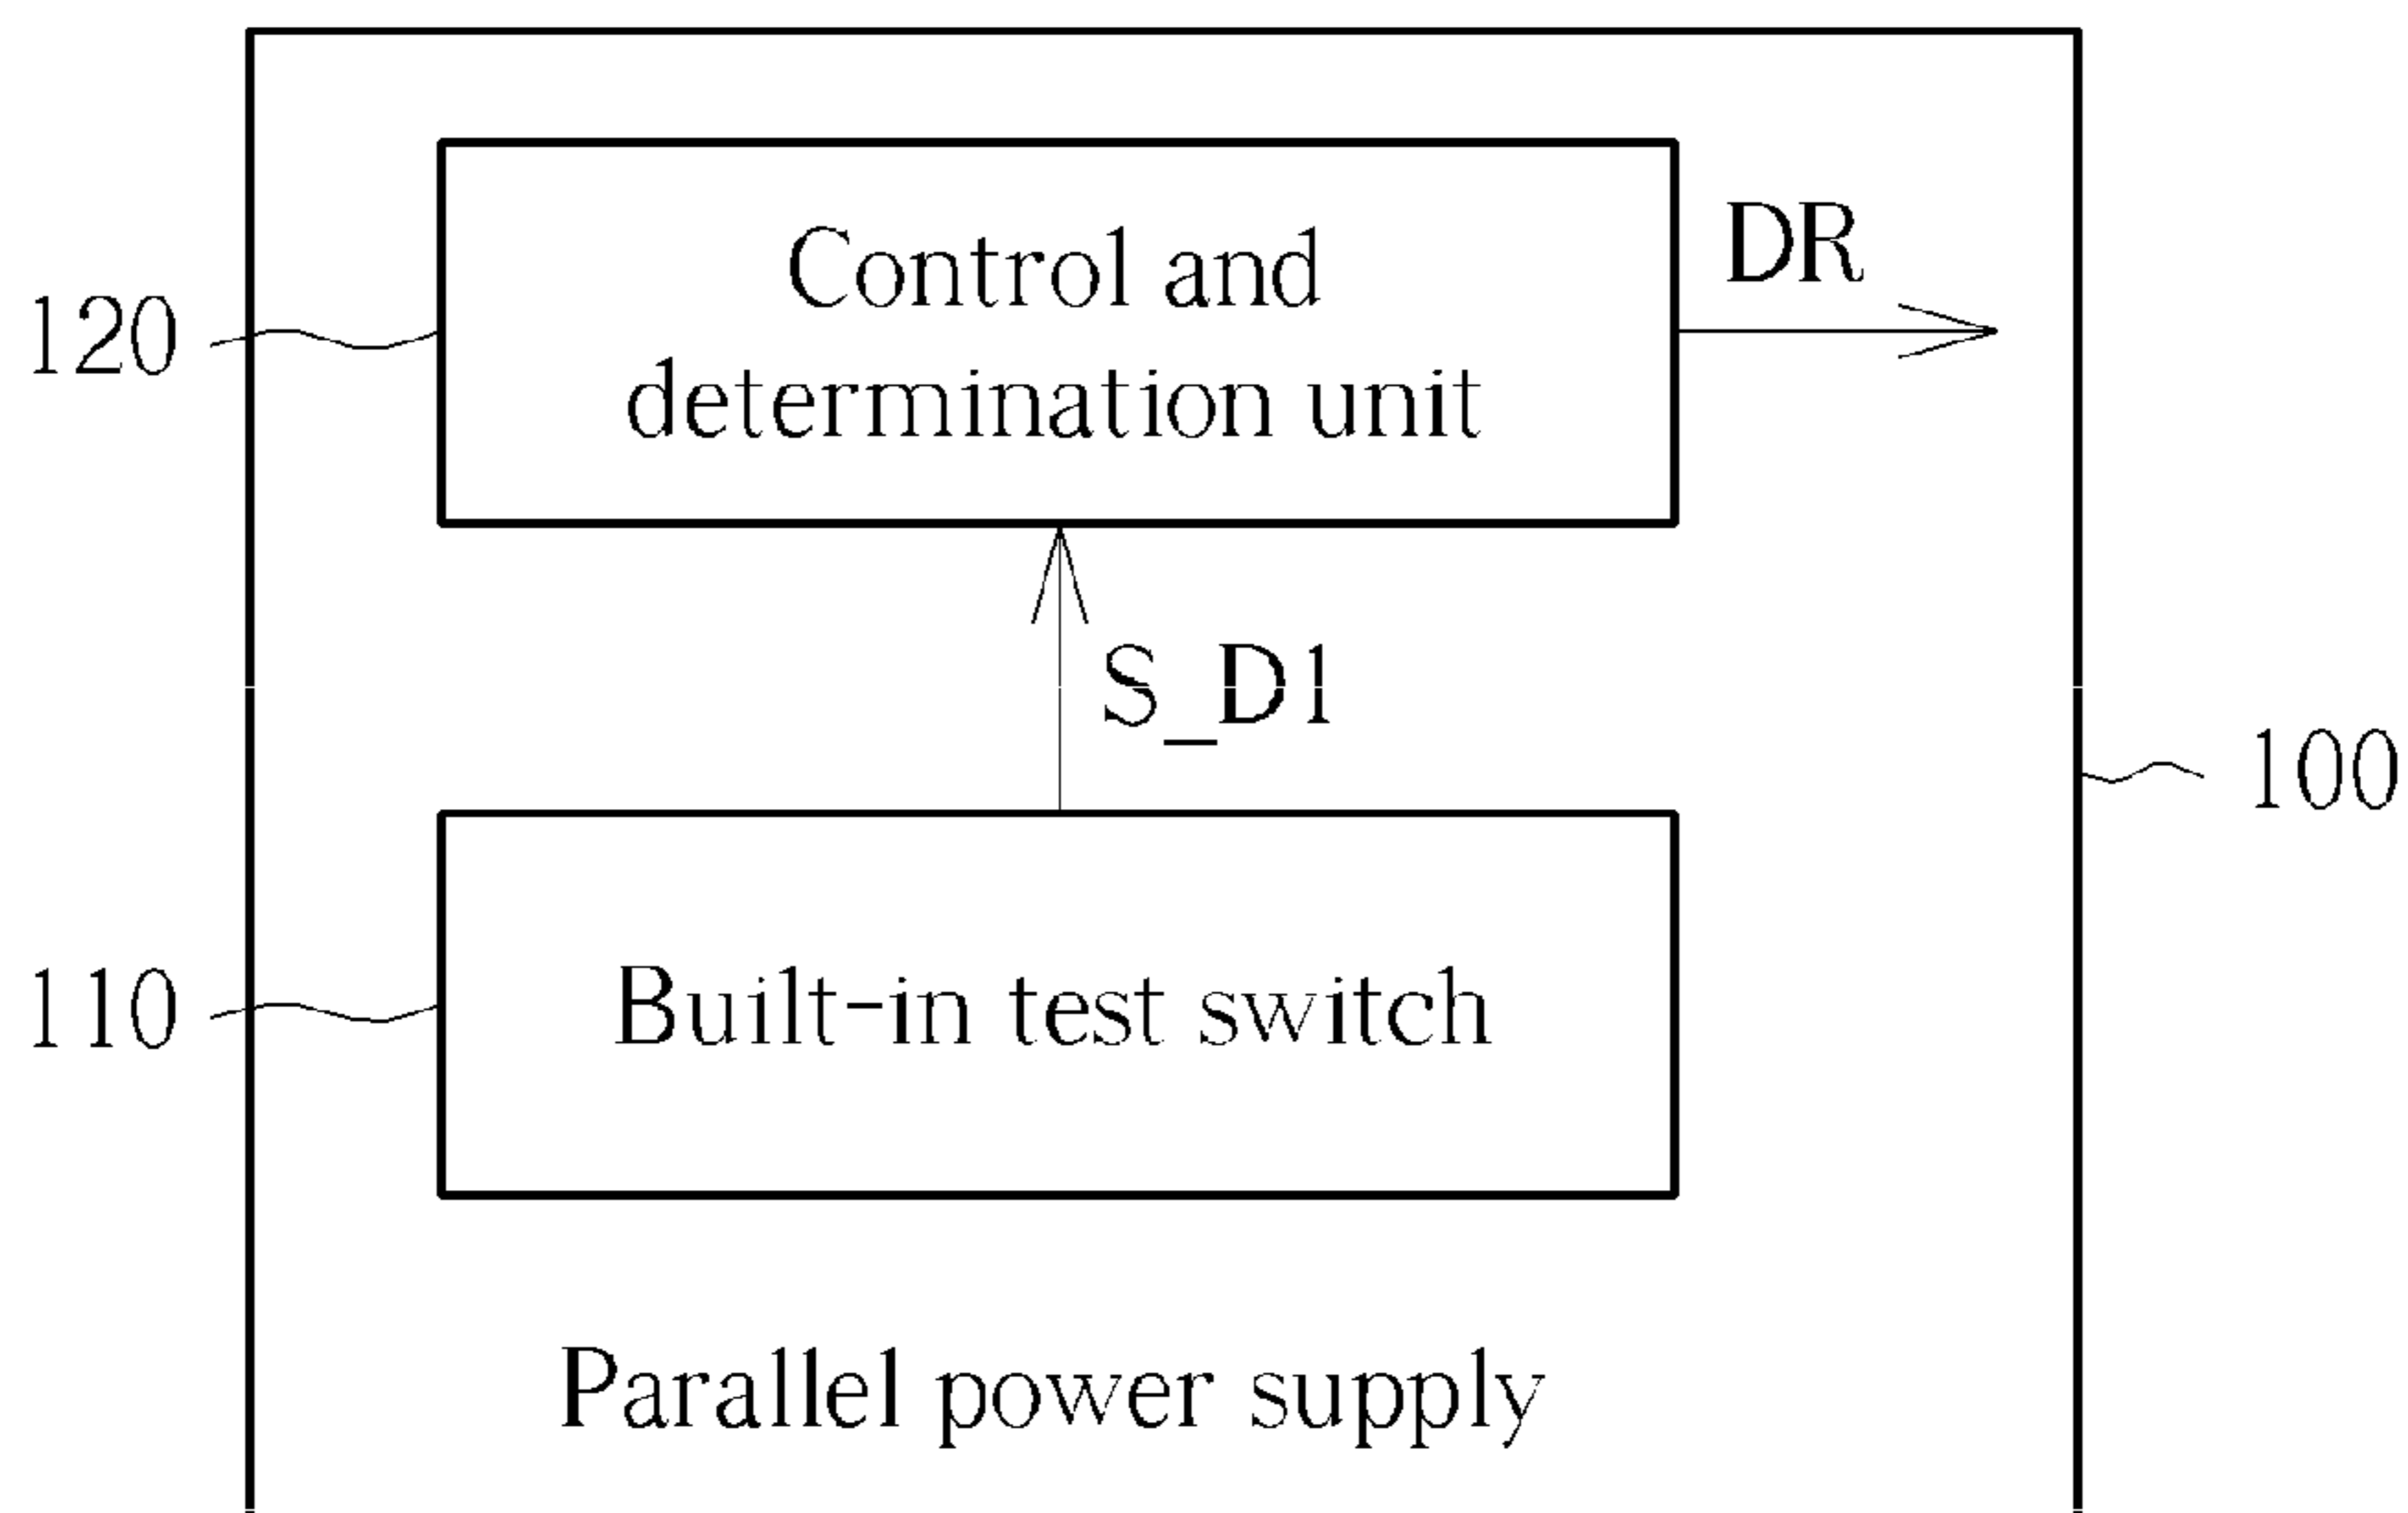 Control and
determination unit
DR
120
S_D1
100
110
Built-in test switch
Parallel power supply